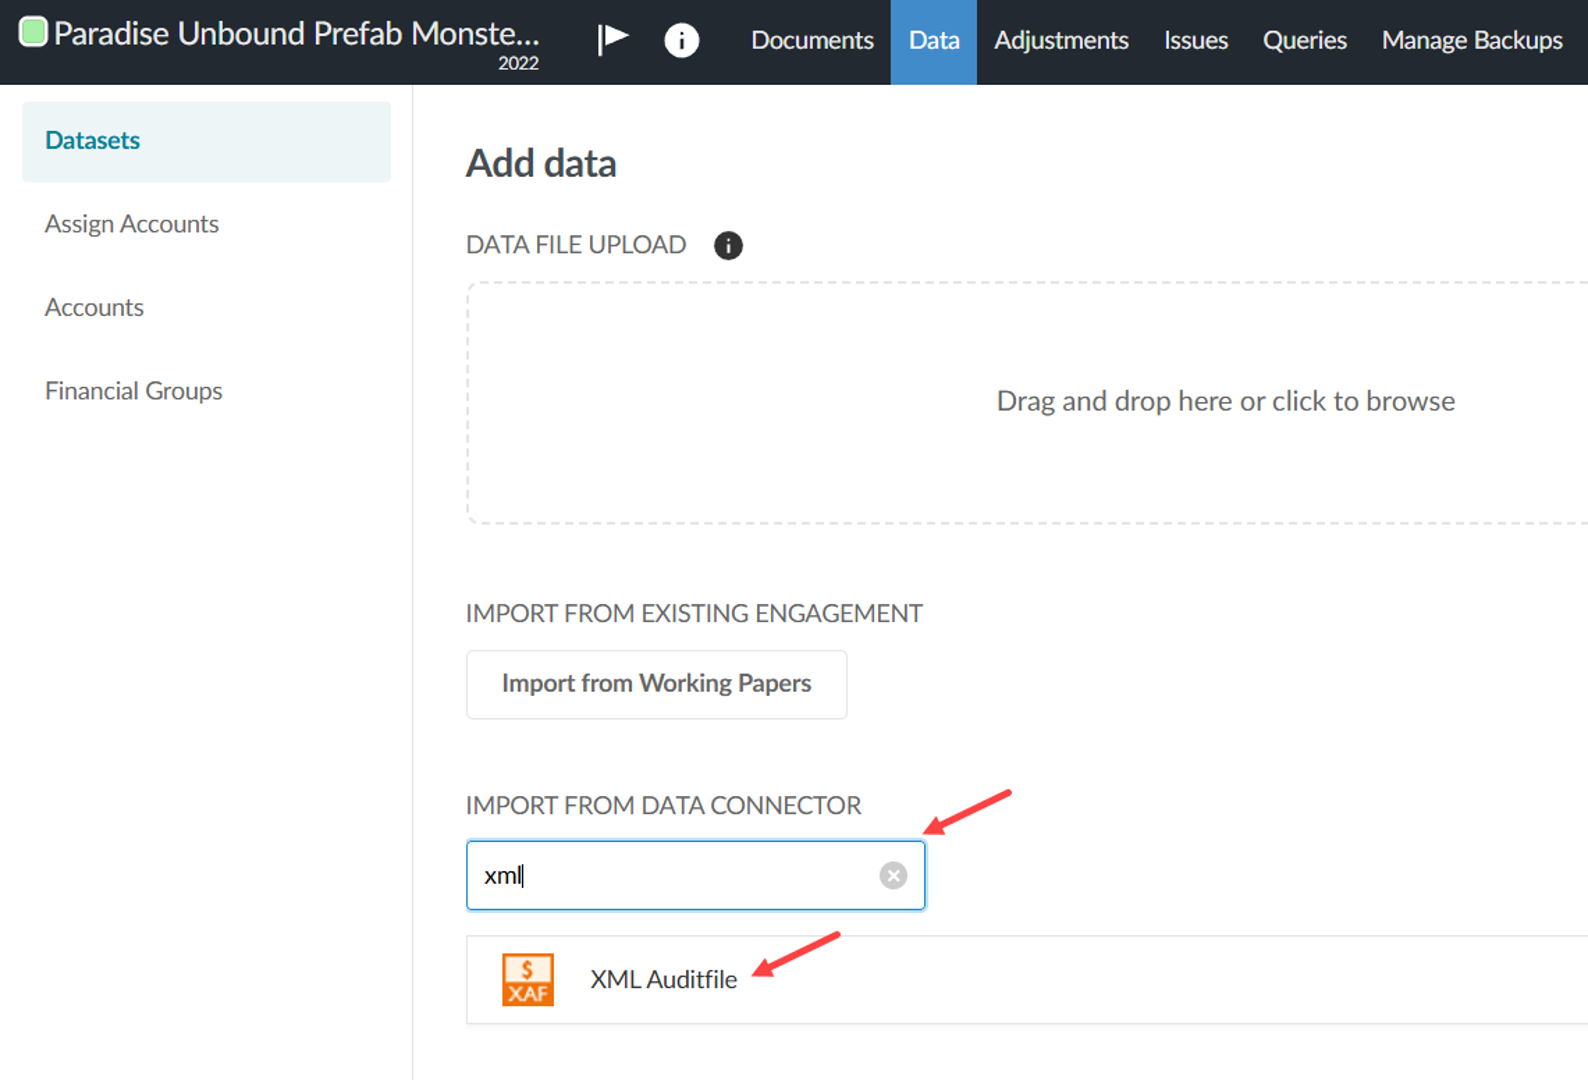 Paradise Unbound Prefab Monste...
2022
Documents
Data
Adjustments
Issues
Queries
Manage Backups
Datasets
Assign Accounts
Accounts
Financial Groups
Add data
DATA FILE UPLOAD
Drag and drop here or click to browse
IMPORT FROM EXISTING ENGAGEMENT
Import from Working Papers
IMPORT FROM DATA CONNECTOR
xml
$
XAF
XML Auditfile